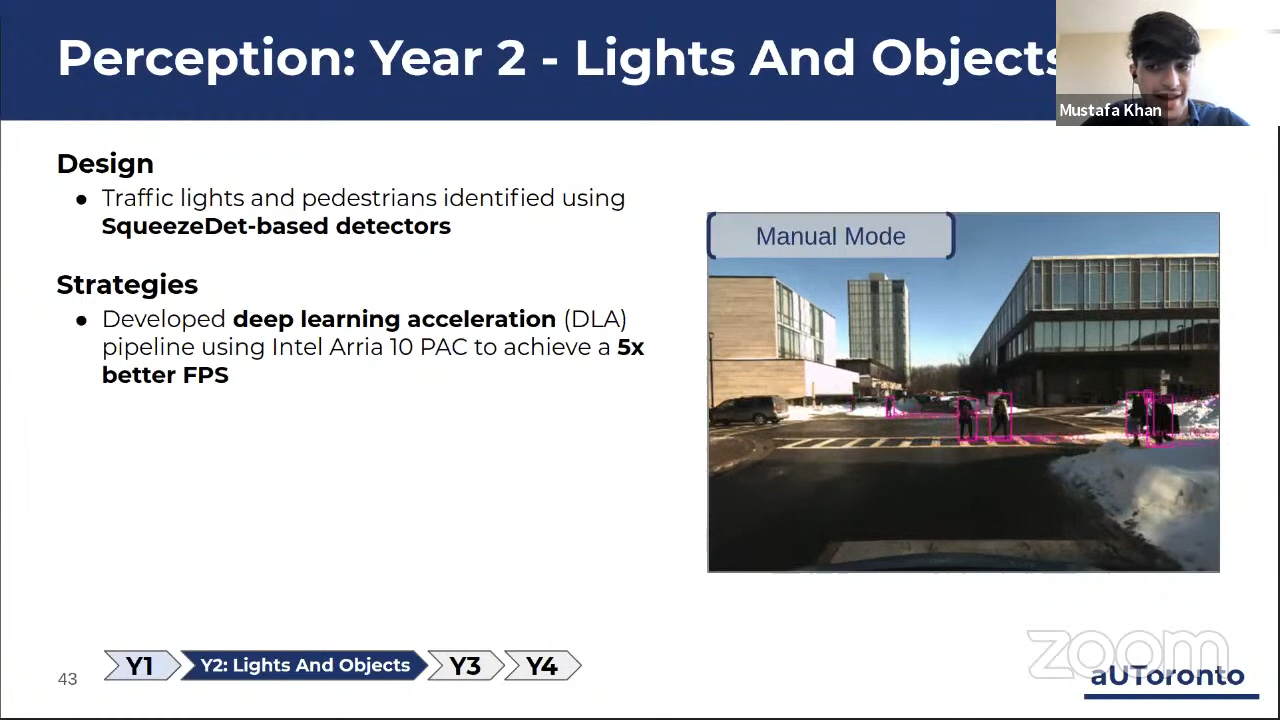 Perception: Year 2 - Lights And Objects
Mustafa Khan
Design
● Traffic lights and pedestrians identified using
SqueezeDet-based detectors
Strategies
● Developed deep learning acceleration (DLA)
pipeline using Intel Arria 10 PAC to achieve a 5x
better FPS
Manual Mode
43
Y1
Y2: Lights And Objects
Y3
Y4
zoom
aUToronto